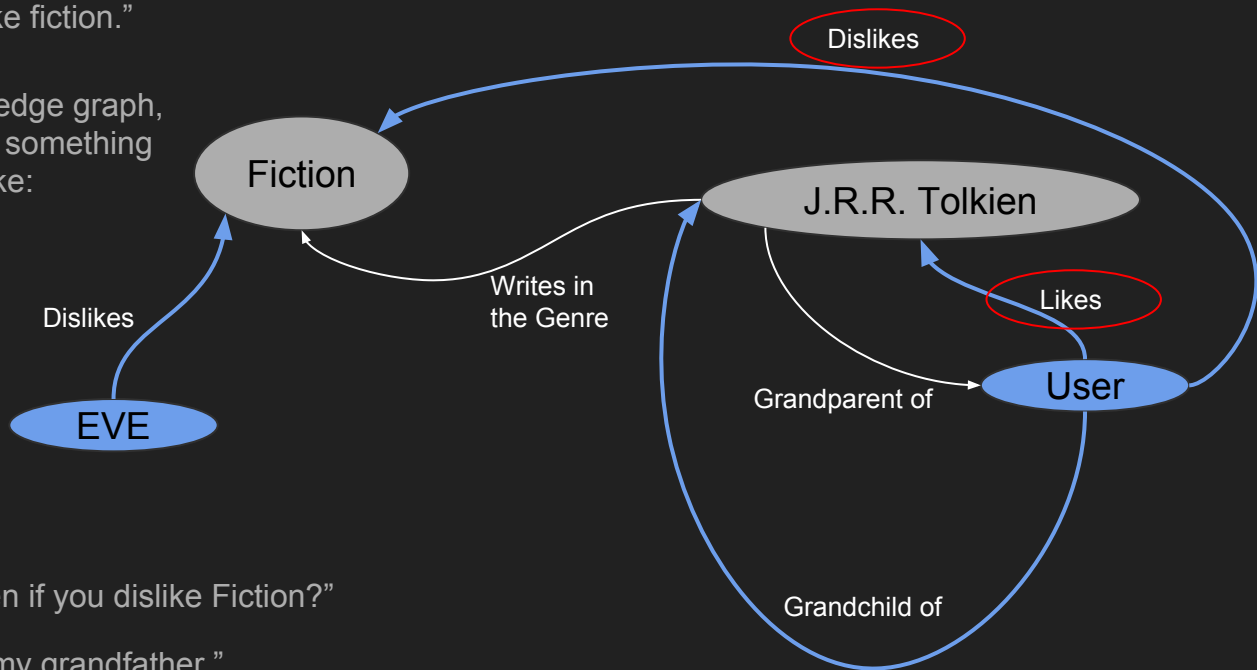 ke fiction.”
Dislikes
edge graph,
something
ke:
Fiction
J.R.R. Tolkien
Writes in
the Genre
Likes
Dislikes
User
Grandparent of
EVE
n if you dislike Fiction?”
Grandchild of
my grandfather.”